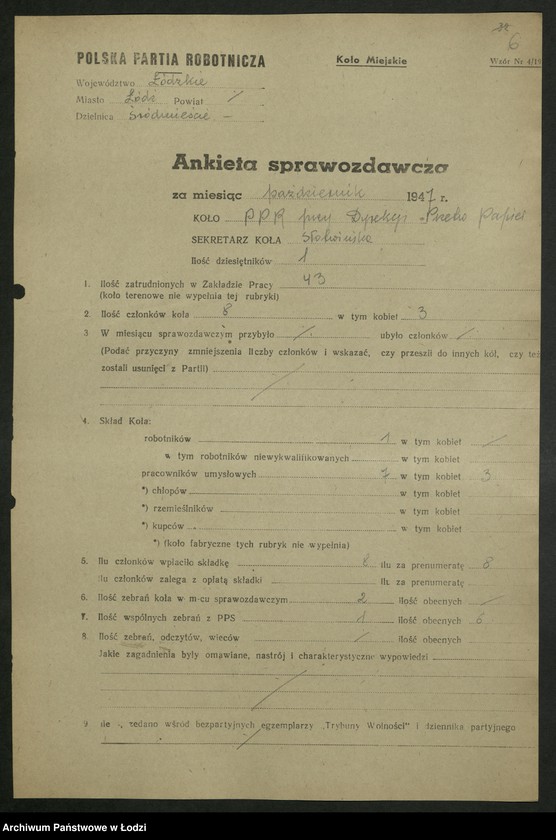 6
POLSKA PARTIA ROBOTNICZA
Koło Miejskie
Wzór Nr 4/19
Województwo Łódzkie
Miasto Łódź Powiat /
Dzielnica Śródmieście -
Ankieta sprawozdawcza
za miesiąc październik 1947 r.
KOŁO PPR przy Dyrekcji
SEKRETARZ KOŁA
Ilość dziesiętników 1
1. Ilość zatrudnionych w Zakładzie Pracy 43
(koło terenowe nie wypełnia tej rubryki)
2. Ilość członków koła 8 w tym kobiet 3
3 W miesiącu sprawozdawczym przybyło / ubyło członków /
(Podać przyczyny zmniejszenia liczby członków i wskazać, czy przeszli do innych kół, czy też
zostali usunięci z Partii) /
4. Skład Koła:
robotników 1 w tym kobiet /
w tym robotników niewykwalifikowanych w tym kobiet
pracowników umysłowych 7 w tym kobiet 3
*) chłopów w tym kobiet
*) rzemieślników w tym kobiet
*) kupców w tym kobiet
*) (koło fabryczne tych rubryk nie wypełnia)
5. Ilu członków wpłaciło składkę 8 ilu za prenumeratę 8
Ilu członków zalega z opłatą składki Ilu za prenumeratę
6. Ilość zebrań koła w m-cu sprawozdawczym 2 Ilość obecnych /
7. Ilość wspólnych zebrań z PPS 1 Ilość obecnych 6
8. Ilość zebrań, odczytów, wieców / Ilość obecnych
Jakie zagadnienia były omawiane, nastrój i charakterystyczne wypowiedzi
/
9 wśród bezpartyjnych egzemplarzy „Trybuny Wolności" i dziennika partyjnego
/
Archiwum Państwowe w Łodzi